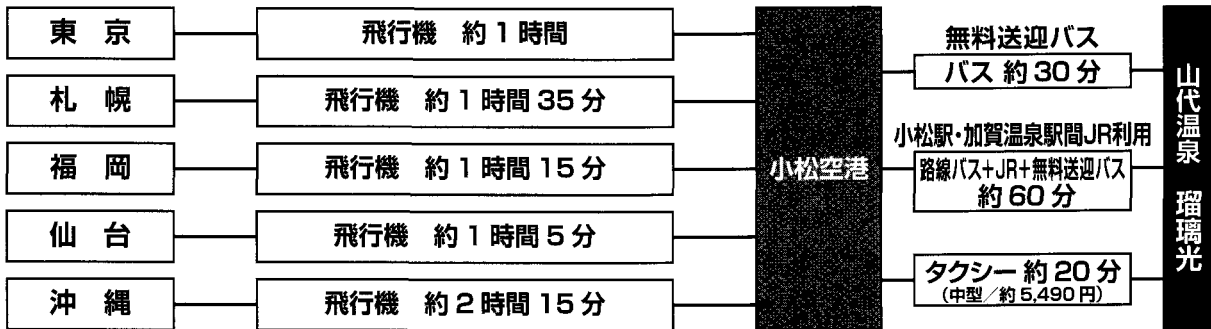 東京
飛行機 約1時間
札幌
飛行機 約1時間35分
福岡
飛行機 約1時間15分
仙台
飛行機 約1時間5分
沖縄
飛行機 約2時間15分
小松空港
無料送迎バス
バス 約30分
小松駅・加賀温泉駅間JR利用
路線バス+JR+無料送迎バス
約60分
タクシー 約20分
(中型/約5,490円)
山代温泉 瑠璃光